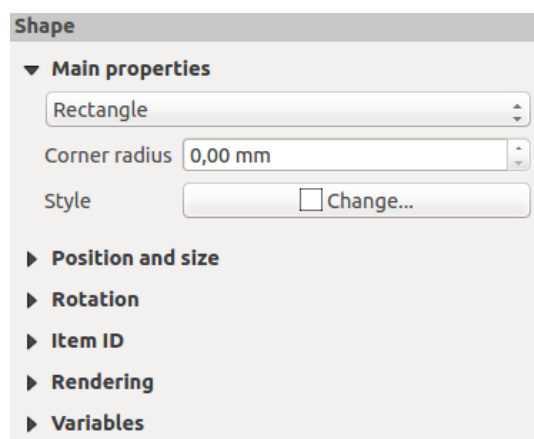 Shape
Main properties
Rectangle
Corner radius 0,00 mm
Style Change...
Position and size
Rotation
Item ID
Rendering
Variables